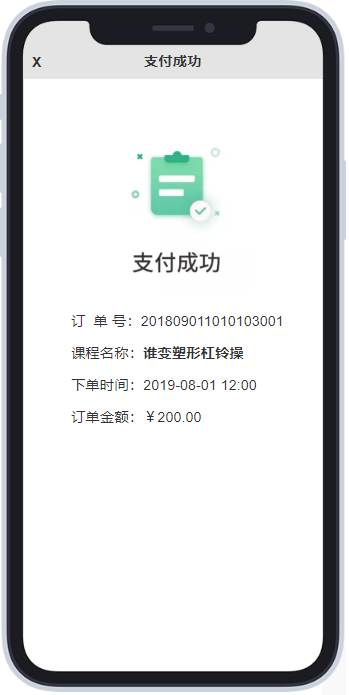 X 支付成功
支付成功
订 单 号：201809011010103001
课程名称：谁变塑形杠铃操
下单时间：2019-08-01 12:00
订单金额：￥200.00